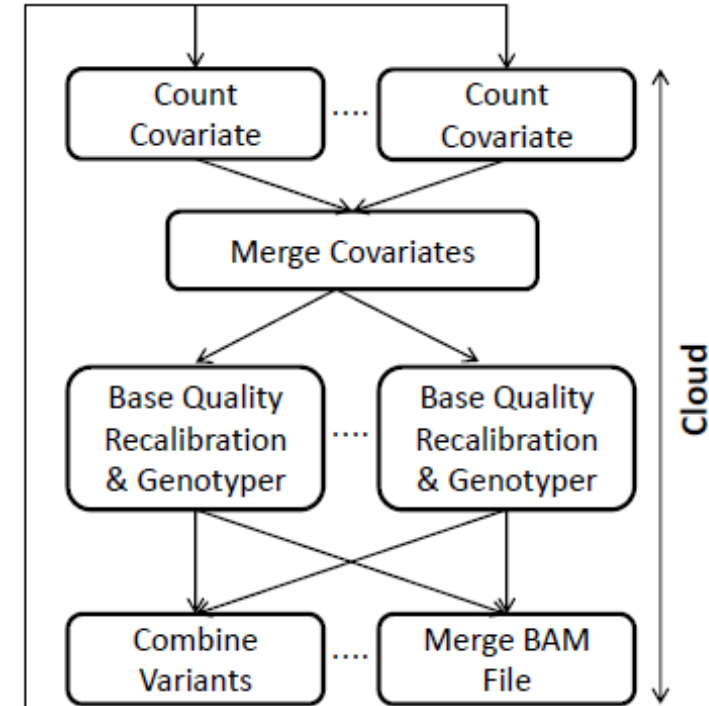 Count
Covariate
....
Count
Covariate
Merge Covariates
Base Quality
Recalibration
& Genotyper
....
Base Quality
Recalibration
& Genotyper
Cloud
Combine
Variants
....
Merge BAM
File